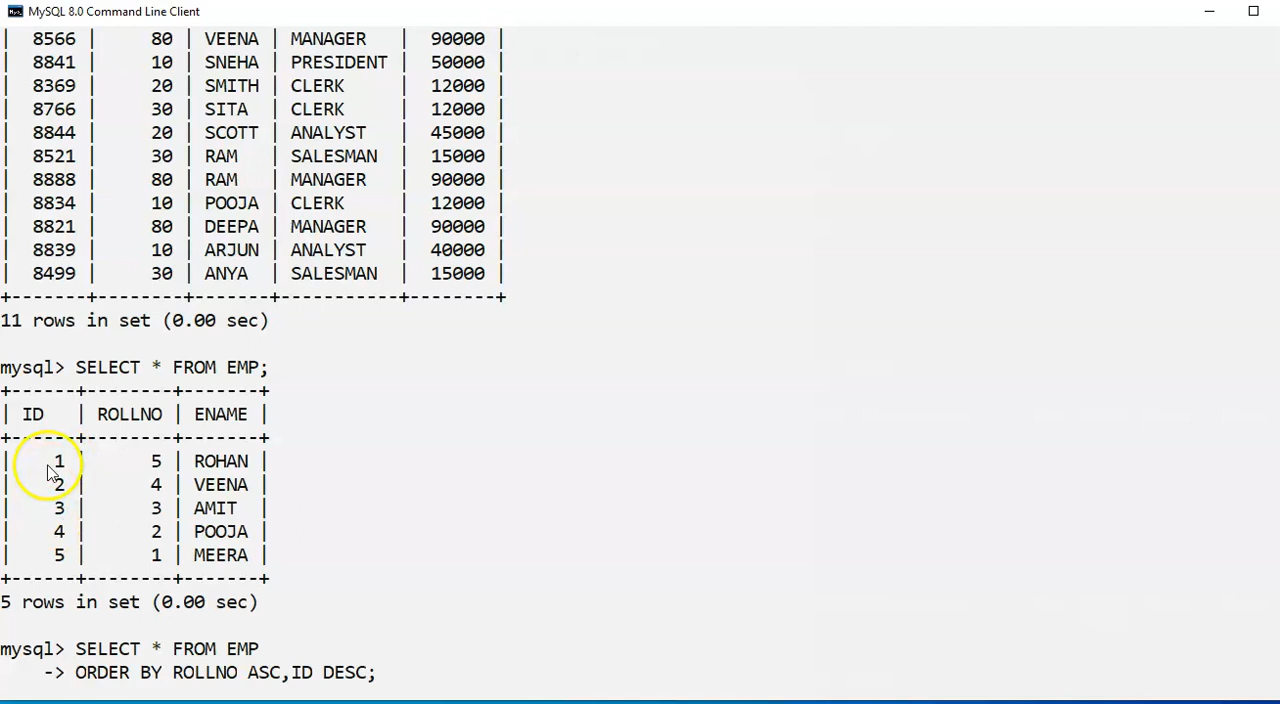 MySQL 8.0 Command Line Client
|  8566 |     80 | VEENA | MANAGER   |  90000 |
|  8841 |     10 | SNEHA | PRESIDENT |  50000 |
|  8369 |     20 | SMITH | CLERK     |  12000 |
|  8766 |     30 | SITA  | CLERK     |  12000 |
|  8844 |     20 | SCOTT | ANALYST   |  45000 |
|  8521 |     30 | RAM   | SALESMAN  |  15000 |
|  8888 |     80 | RAM   | MANAGER   |  90000 |
|  8834 |     10 | POOJA | CLERK     |  12000 |
|  8821 |     80 | DEEPA | MANAGER   |  90000 |
|  8839 |     10 | ARJUN | ANALYST   |  40000 |
|  8499 |     30 | ANYA  | SALESMAN  |  15000 |
+-------+--------+-------+-----------+--------+
11 rows in set (0.00 sec)
mysql> SELECT * FROM EMP;
+------+--------+-------+
| ID   | ROLLNO | ENAME |
+------+--------+-------+
|    1 |      5 | ROHAN |
|    2 |      4 | VEENA |
|    3 |      3 | AMIT  |
|    4 |      2 | POOJA |
|    5 |      1 | MEERA |
+------+--------+-------+
5 rows in set (0.00 sec)
mysql> SELECT * FROM EMP
    -> ORDER BY ROLLNO ASC,ID DESC;